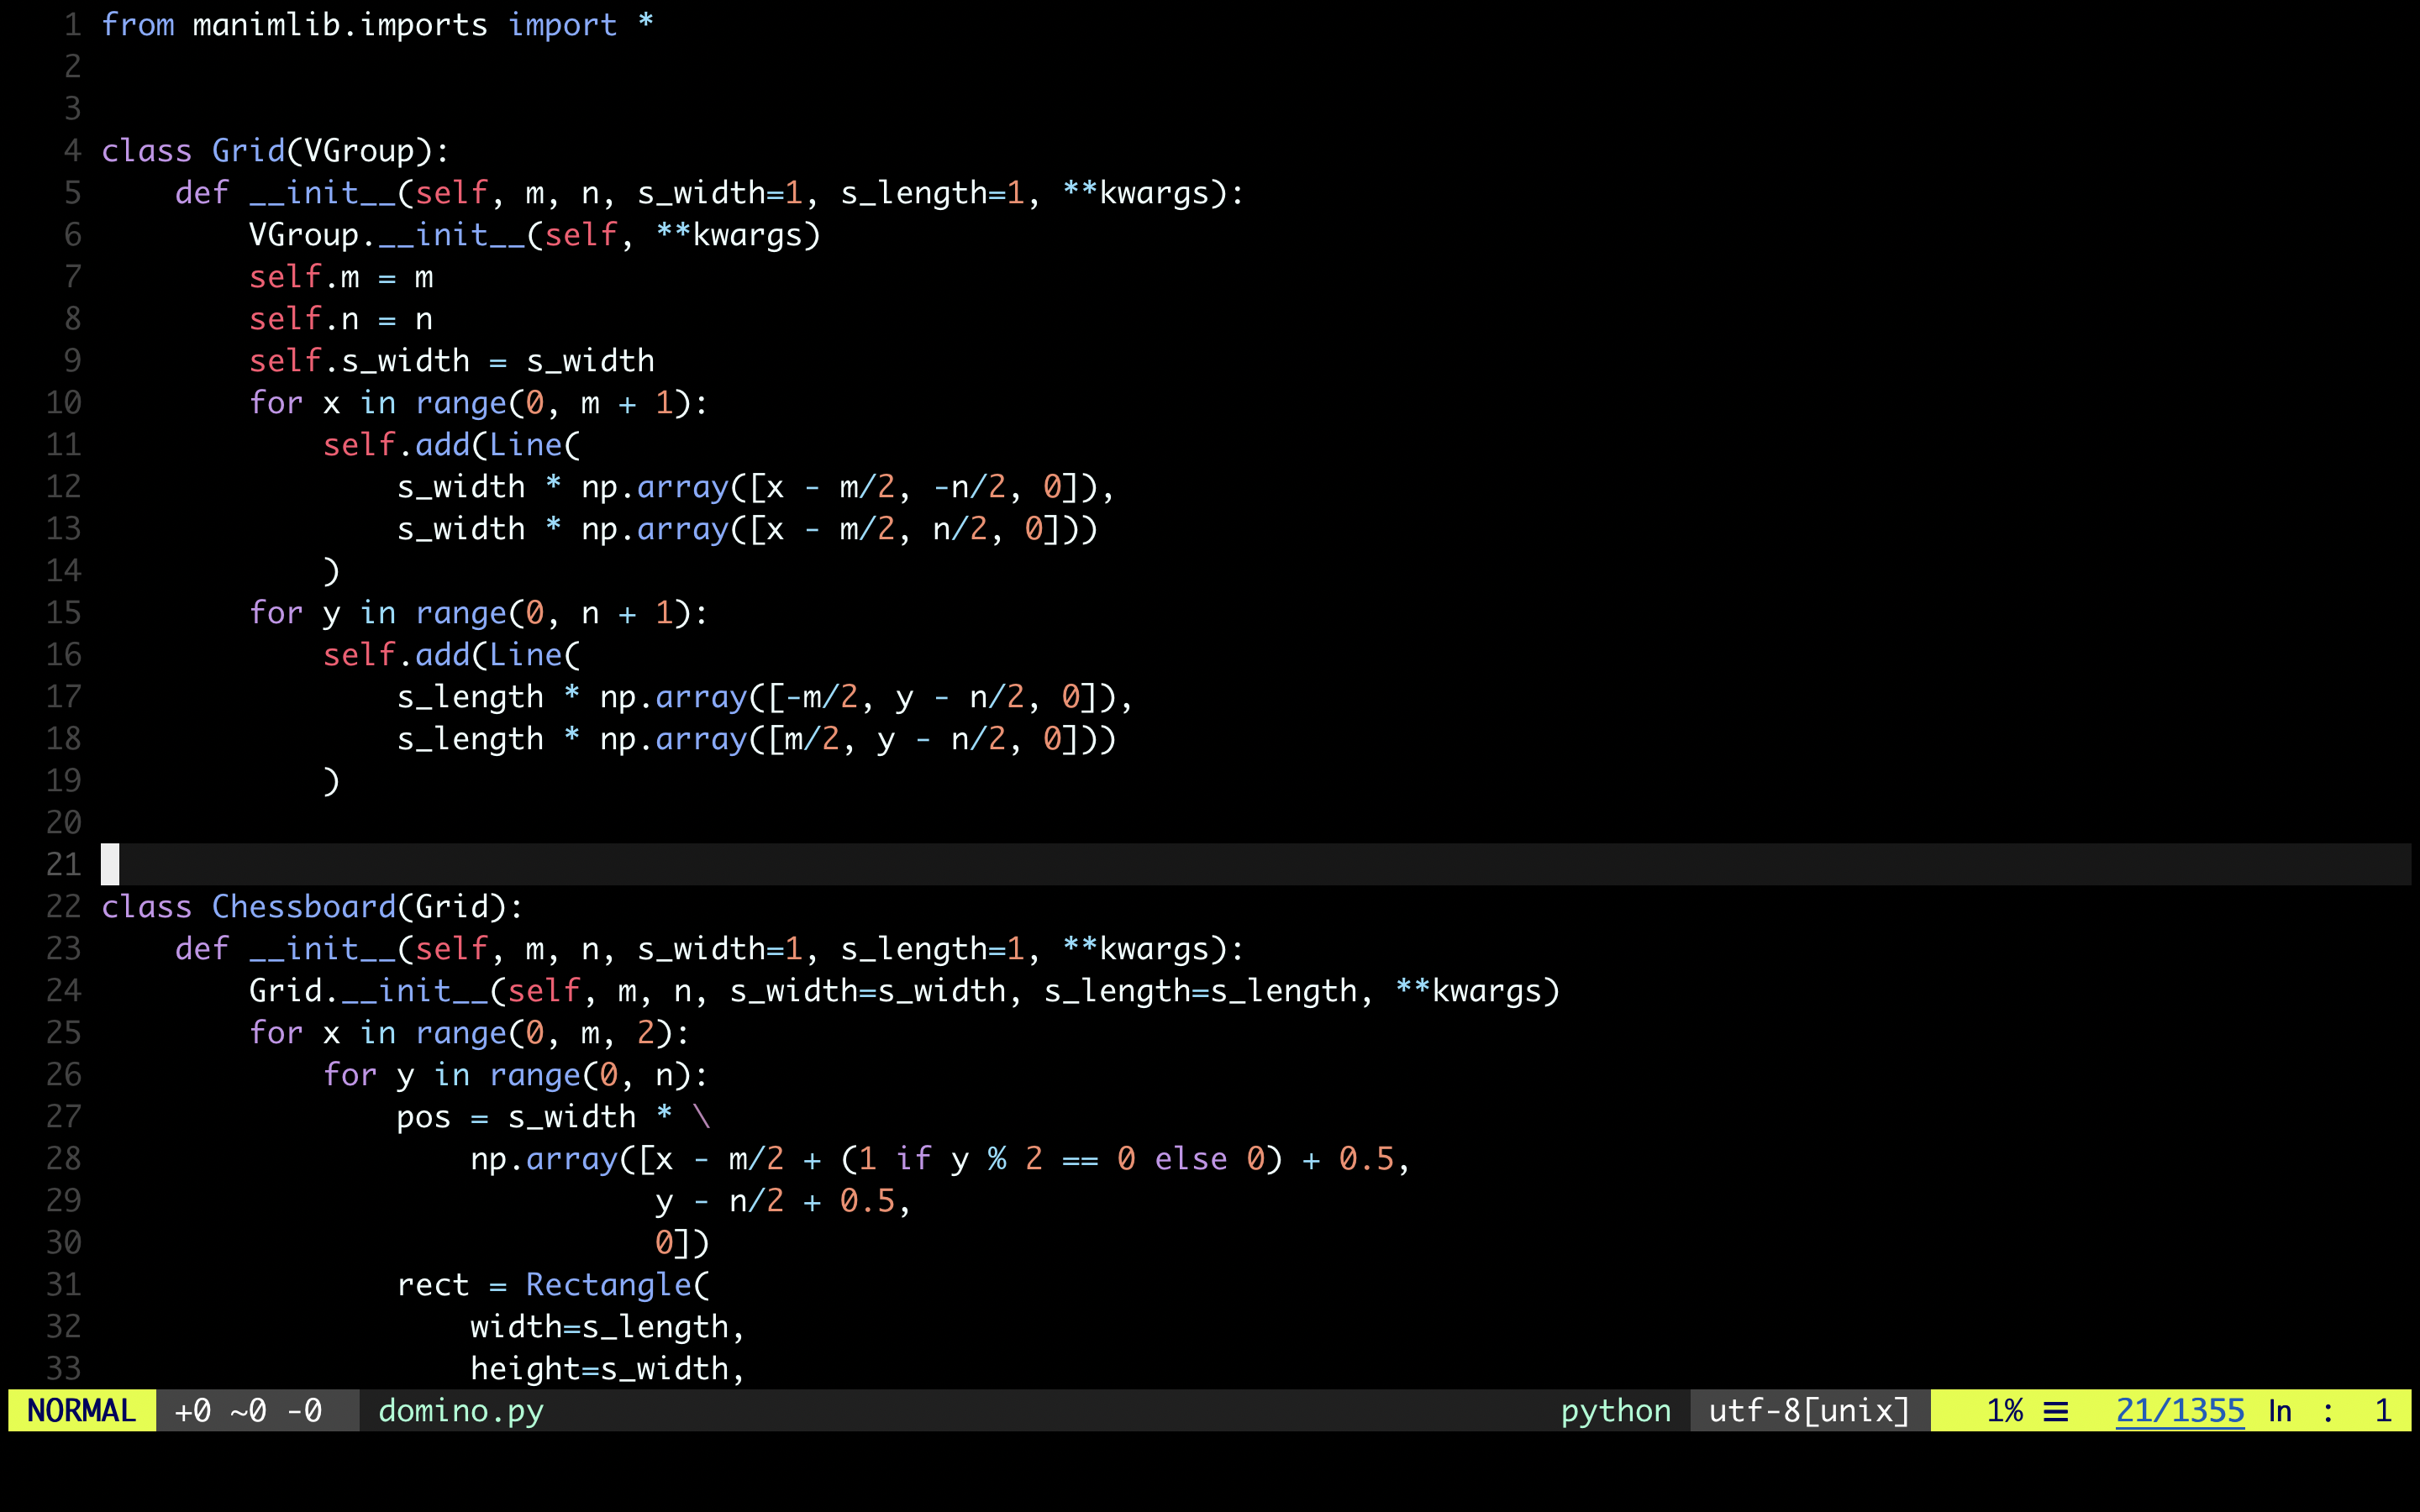 1 from manimlib.imports import *
2
3
4 class Grid(VGroup):
5     def __init__(self, m, n, s_width=1, s_length=1, **kwargs):
6         VGroup.__init__(self, **kwargs)
7         self.m = m
8         self.n = n
9         self.s_width = s_width
10         for x in range(0, m + 1):
11             self.add(Line(
12                 s_width * np.array([x - m/2, -n/2, 0]),
13                 s_width * np.array([x - m/2, n/2, 0]))
14             )
15         for y in range(0, n + 1):
16             self.add(Line(
17                 s_length * np.array([-m/2, y - n/2, 0]),
18                 s_length * np.array([m/2, y - n/2, 0]))
19             )
20
21
22 class Chessboard(Grid):
23     def __init__(self, m, n, s_width=1, s_length=1, **kwargs):
24         Grid.__init__(self, m, n, s_width=s_width, s_length=s_length, **kwargs)
25         for x in range(0, m, 2):
26             for y in range(0, n):
27                 pos = s_width * \
28                     np.array([x - m/2 + (1 if y % 2 == 0 else 0) + 0.5,
29                               y - n/2 + 0.5,
30                               0])
31                 rect = Rectangle(
32                     width=s_length,
33                     height=s_width,
NORMAL +0 ~0 -0 domino.py python utf-8[unix] 1% ☰ 21/1355 ln : 1